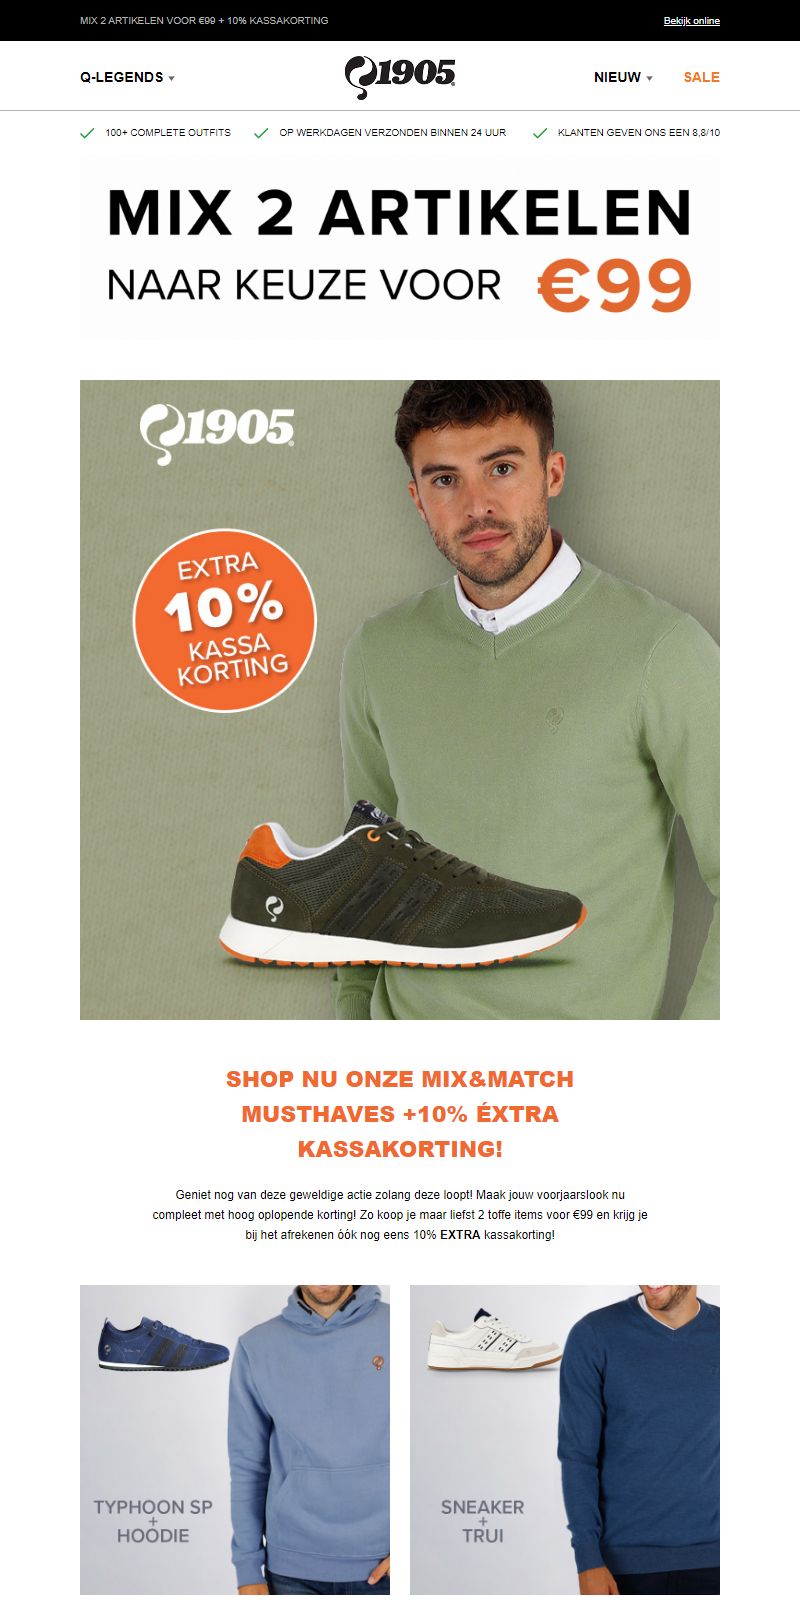 MIX 2 ARTIKELEN VOOR €99 + 10% KASSAKORTING
Bekijk online
Q-LEGENDS
1905
NIEUW
SALE
100+ COMPLETE OUTFITS
OP WERKDAGEN VERZONDEN BINNEN 24 UUR
KLANTEN GEVEN ONS EEN 8,8/10
MIX 2 ARTIKELEN
NAAR KEUZE VOOR €99
1905
EXTRA
10%
KASSA
KORTING
SHOP NU ONZE MIX&MATCH
MUSTHAVES +10% ÉXTRA
KASSAKORTING!
Geniet nog van deze geweldige actie zolang deze loopt! Maak jouw voorjaarslook nu
compleet met hoog oplopende korting! Zo koop je maar liefst 2 toffe items voor €99 en krijg je
bij het afrekenen óók nog eens 10% EXTRA kassakorting!
TYPHOON SP
+
HOODIE
SNEAKER
+
TRUI